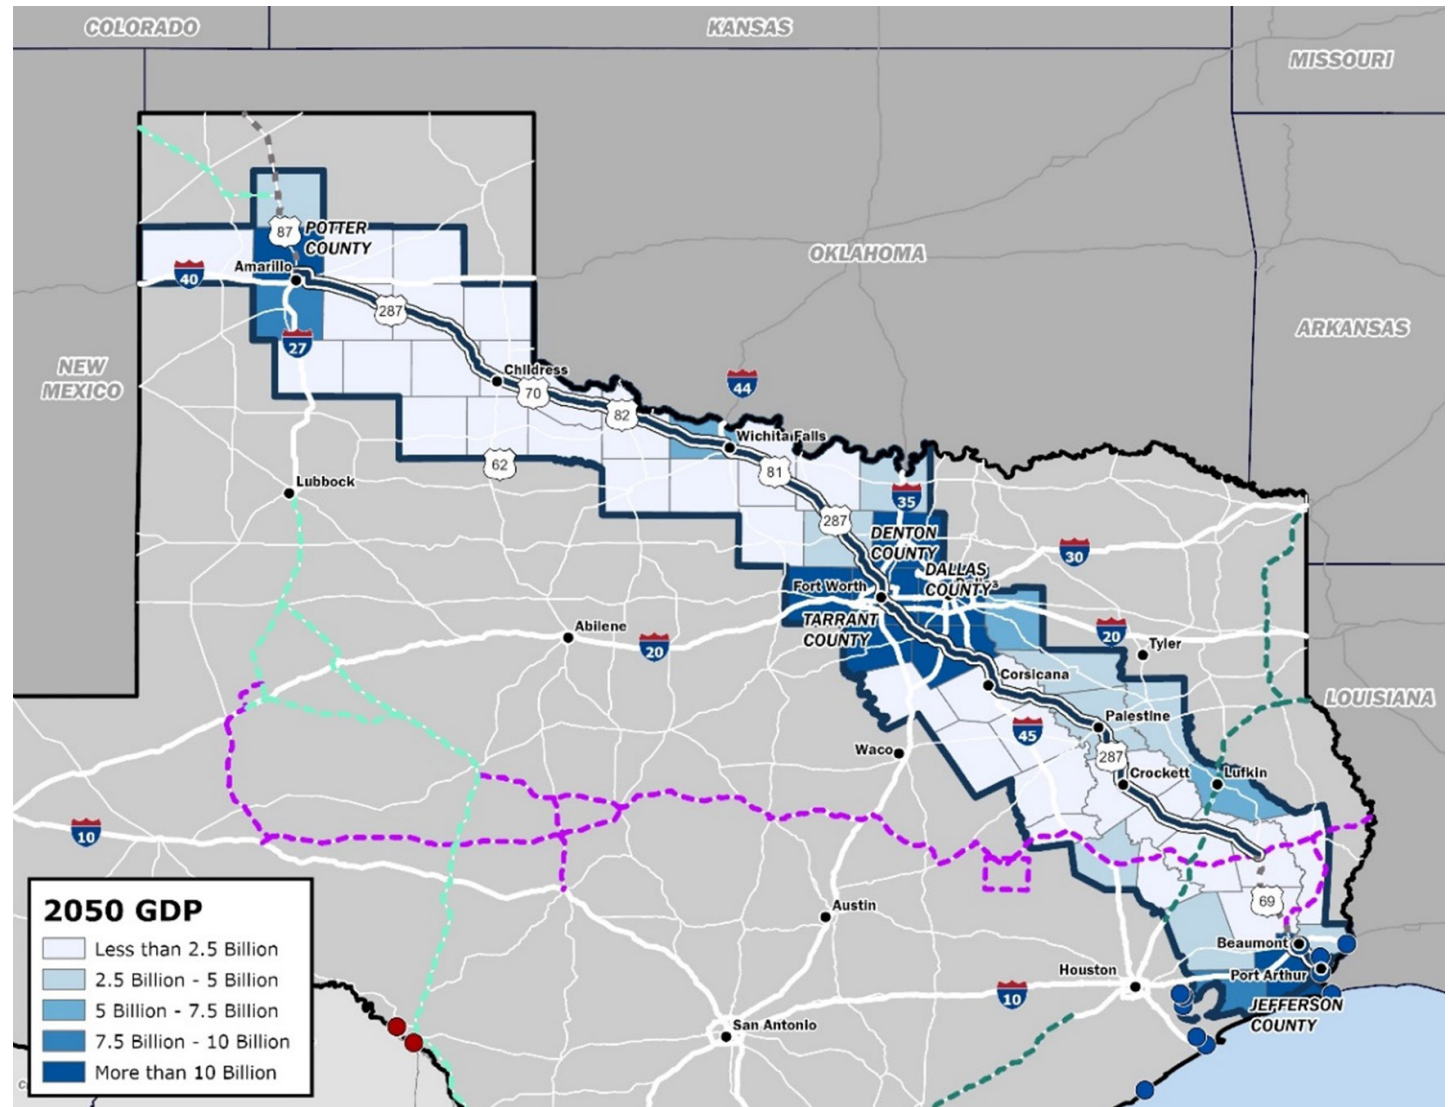 COLORADO
KANSAS
MISSOURI
87
POTTER
COUNTY
OKLAHOMA
Amarillo
40
287
27
ARKANSAS
NEW
MEXICO
Childress
44
70
82
Wichita Falls
62
81
Lubbock
35
287
DENTON
COUNTY
30
DALLAS
COUNTY
Fort Worth
TARRANT
COUNTY
Abilene
20
20
Tyler
Corsicana
LOUISIANA
Palestine
45
Waco
287
Crockett
Lufkin
10
69
Austin
Beaumont
Houston
Port Arthur
10
JEFFERSON
COUNTY
San Antonio
2050 GDP
Less than 2.5 Billion
2.5 Billion - 5 Billion
5 Billion - 7.5 Billion
7.5 Billion - 10 Billion
More than 10 Billion